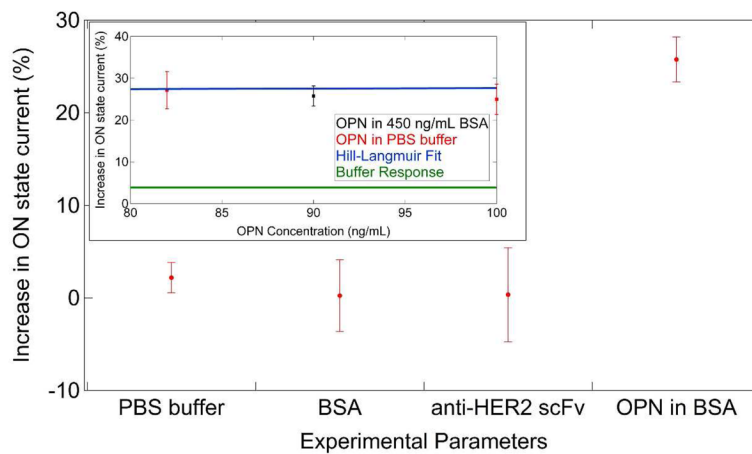 Increase in ON state current (%)
30
20
10
0
-10
PBS buffer
BSA
anti-HER2 scFv
OPN in BSA
Experimental Parameters
Increase in ON state current (%)
40
30
20
10
0
80
85
90
95
100
OPN Concentration (ng/mL)
OPN in 450 ng/mL BSA
OPN in PBS buffer
Hill-Langmuir Fit
Buffer Response